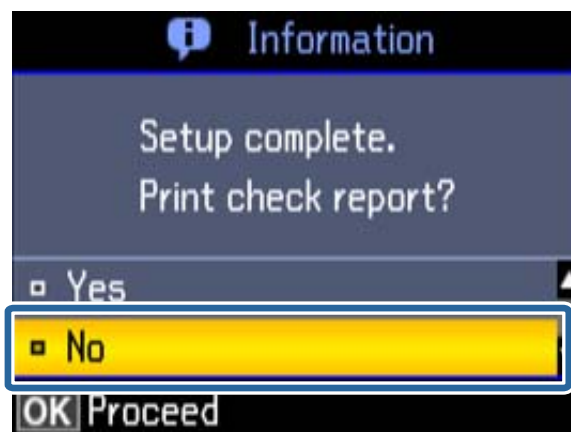 Information
Setup complete.
Print check report?
Yes
No
OK Proceed